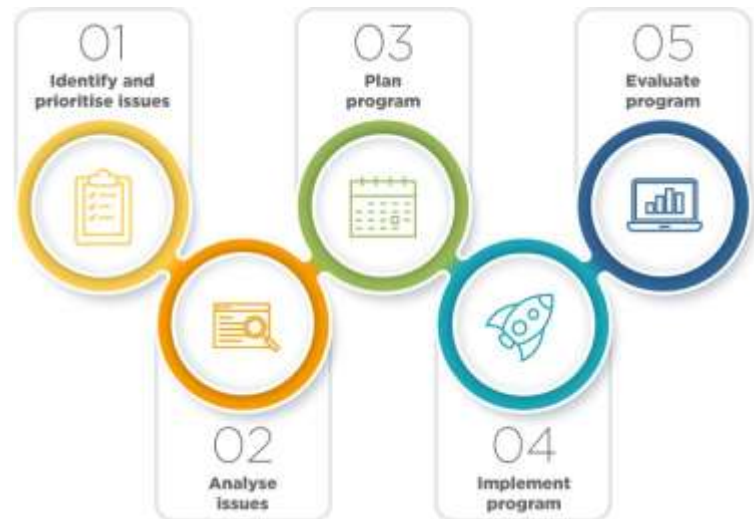 01
Identify and
prioritise issues
02
Analyse
issues
03
Plan
program
04
Implement
program
05
Evaluate
program